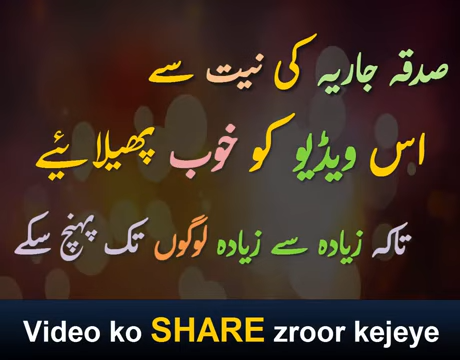 صدقہ جاریہ کی نیت سے
اس ویڈیو کو خوب پھیلائیے
تاکہ زیادہ سے زیادہ لوگوں تک پہنچ سکے
Video ko SHARE zroor kejeye